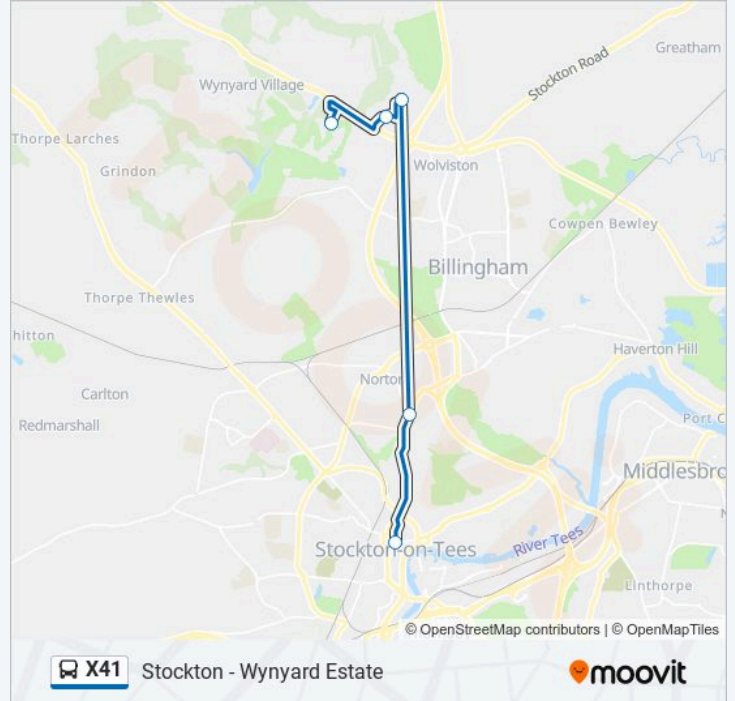 Greatham
Stockton Road
Wynyard Village
Thorpe Larches
Wolviston
Grindon
Cowpen Bewley
Billingham
Thorpe Thewles
hitton
Haverton Hill
Norton
Carlton
Redmarshall
Port C
Middlesbro
River Tees
Stockton-on-Tees
Linthorpe
© OpenStreetMap contributors | © OpenMapTiles
X41 Stockton - Wynyard Estate moovit